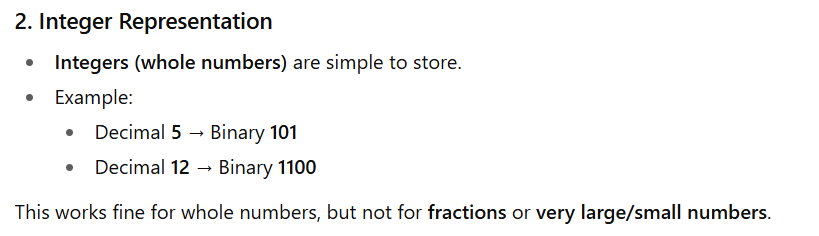 2. Integer Representation
• Integers (whole numbers) are simple to store.
• Example:
• Decimal 5 → Binary 101
• Decimal 12 → Binary 1100
This works fine for whole numbers, but not for fractions or very large/small numbers.